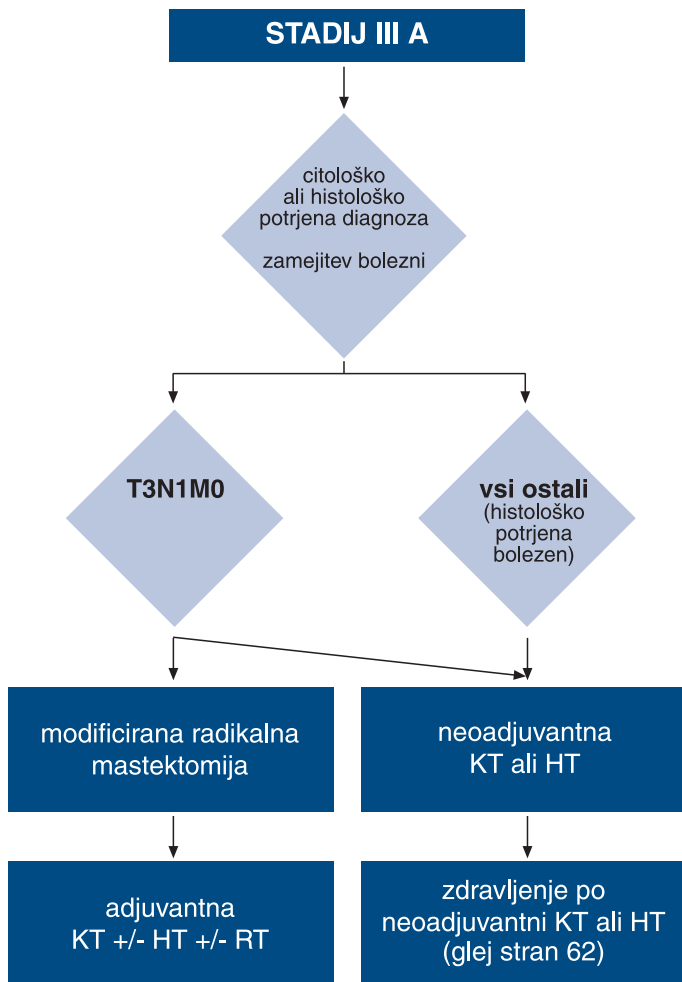 STADIJ III A
citološko
ali histološko
potrjena diagnoza
zamejitev bolezni
T3N1M0
vsi ostali
(histološko
potrjena
bolezen)
modificirana radikalna
mastektomija
neoadjuvantna
KT ali HT
adjuvantna
KT +/- HT +/- RT
zdravljenje po
neoadjuvantni KT ali HT
(glej stran 62)